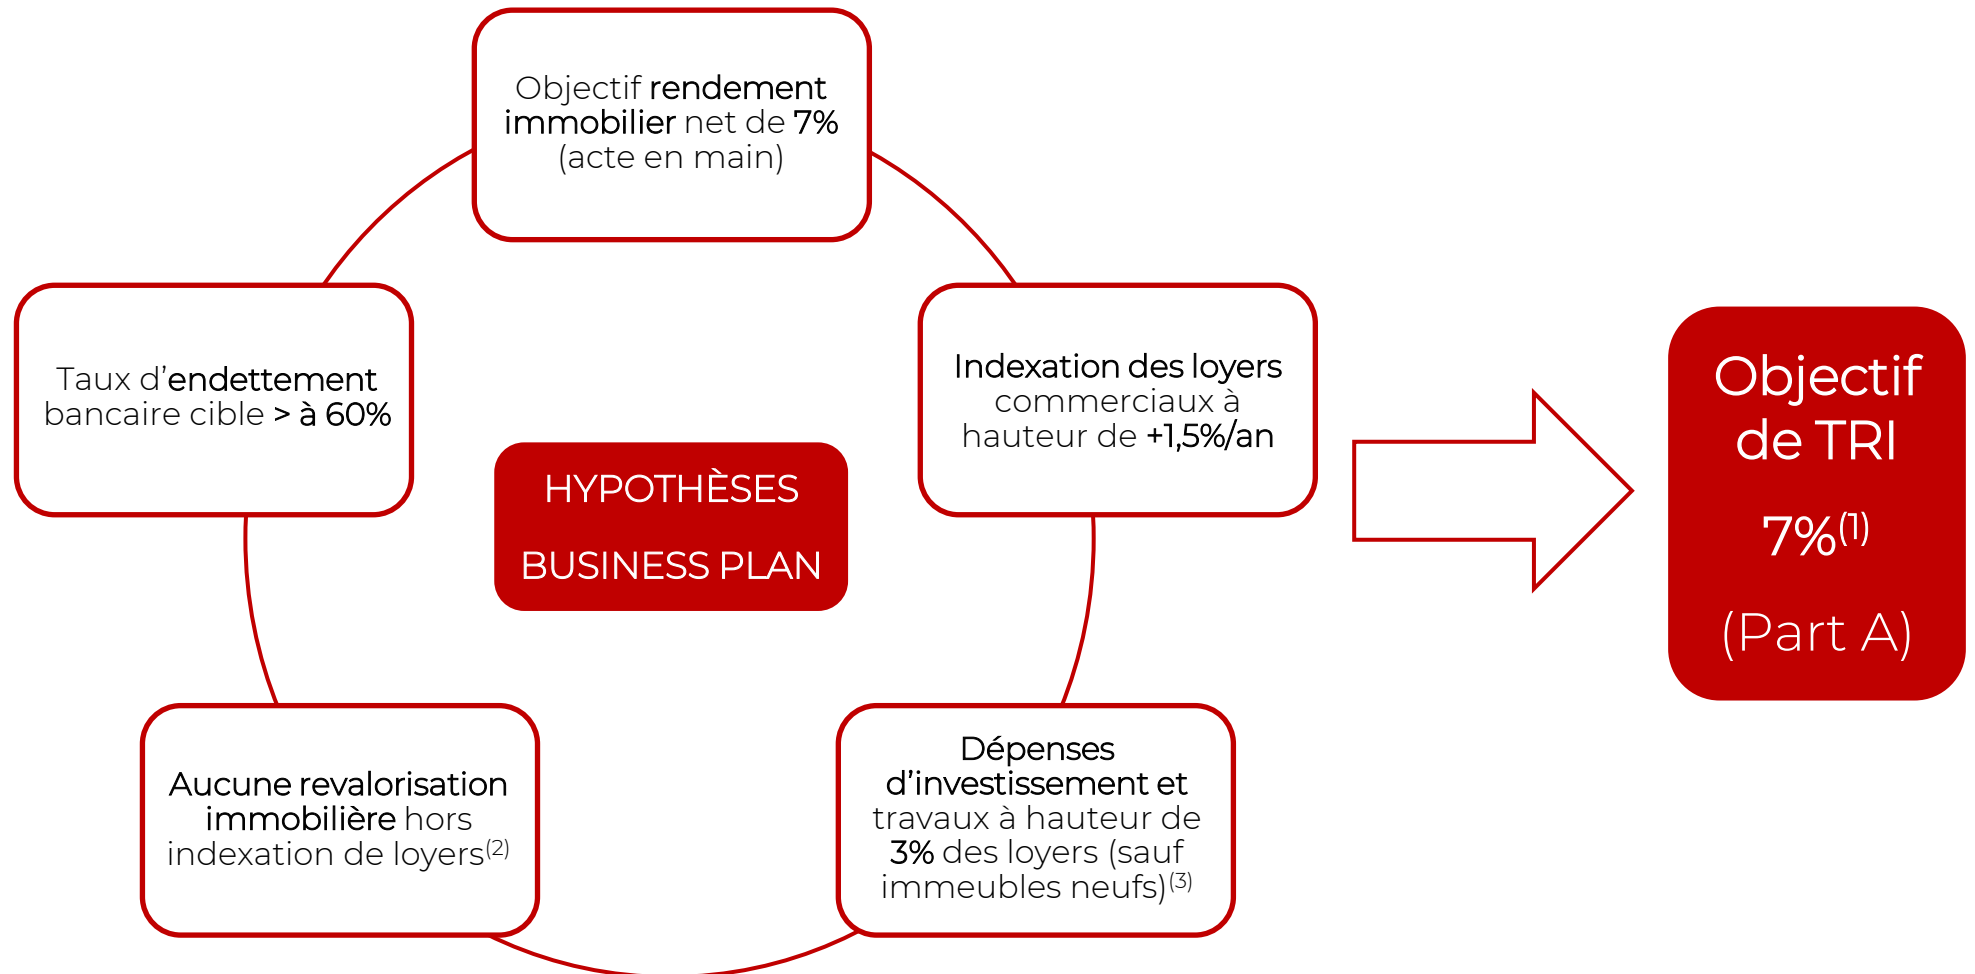 Objectif rendement
immobilier net de 7%
(acte en main)
Taux d’endettement
bancaire cible > à 60%
Indexation des loyers
commerciaux à
hauteur de +1,5%/an
HYPOTHÈSES
BUSINESS PLAN
Aucune revalorisation
immobilière hors
indexation de loyers(2)
Dépenses
d’investissement et
travaux à hauteur de
3% des loyers (sauf
immeubles neufs)(3)
Objectif
de TRI
7%(1)
(Part A)